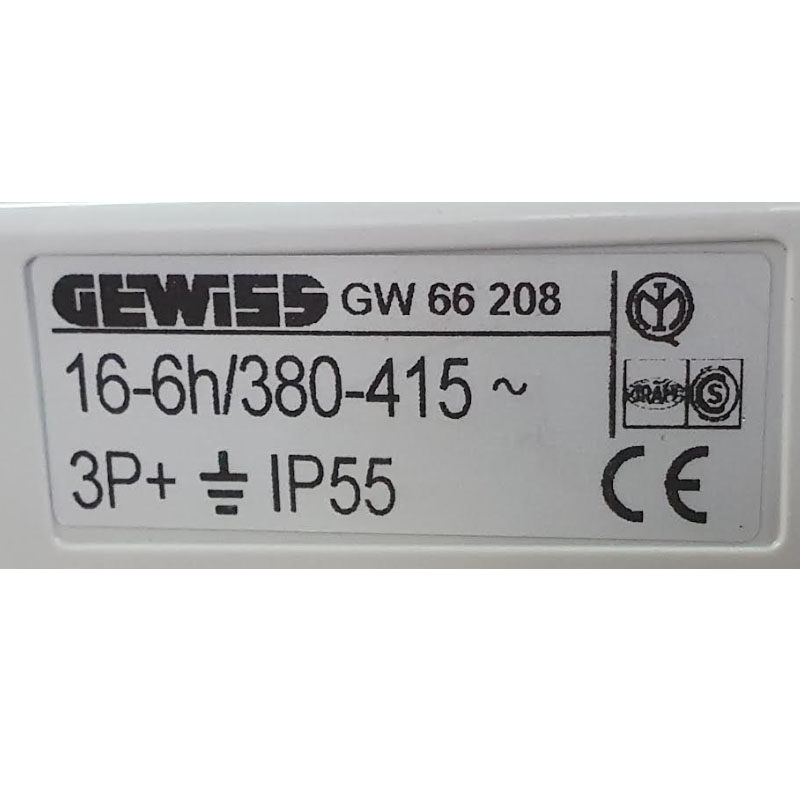 GEWiSS GW 66 208
16-6h/380-415 ~
3P+ ⏚ IP55
S
CE